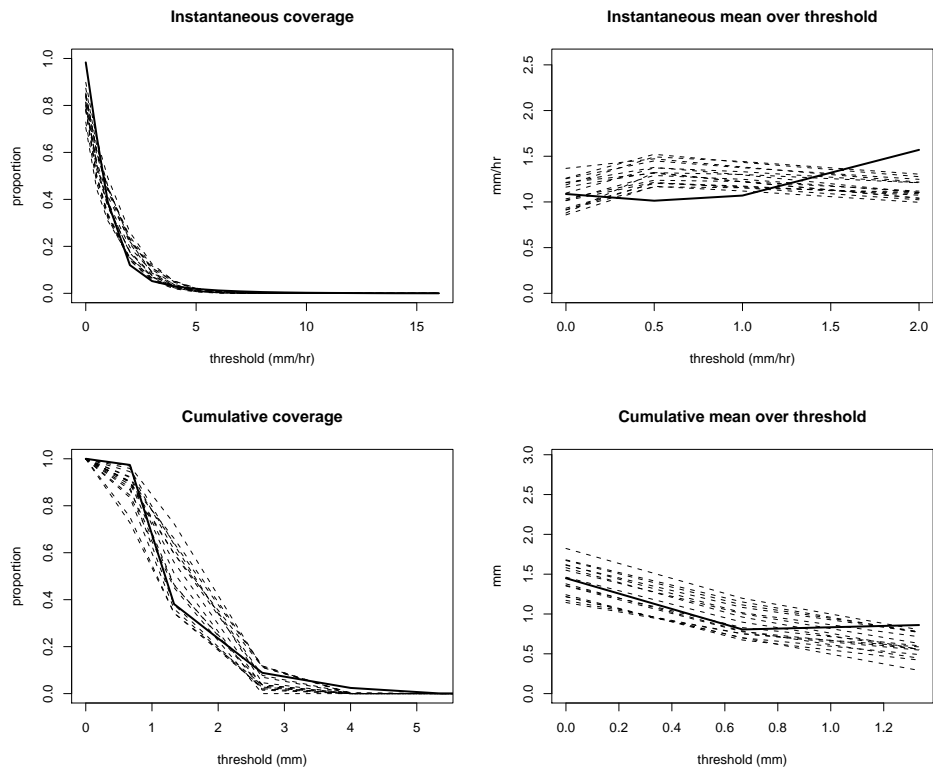 Instantaneous coverage
proportion
0.0 0.2 0.4 0.6 0.8 1.0
0 5 10 15
threshold (mm/hr)
Instantaneous mean over threshold
mm/hr
0.0 0.5 1.0 1.5 2.0 2.5
0.0 0.5 1.0 1.5 2.0
threshold (mm/hr)
Cumulative coverage
proportion
0.0 0.2 0.4 0.6 0.8 1.0
0 1 2 3 4 5
threshold (mm)
Cumulative mean over threshold
mm
0.0 0.5 1.0 1.5 2.0 2.5 3.0
0.0 0.2 0.4 0.6 0.8 1.0 1.2
threshold (mm)